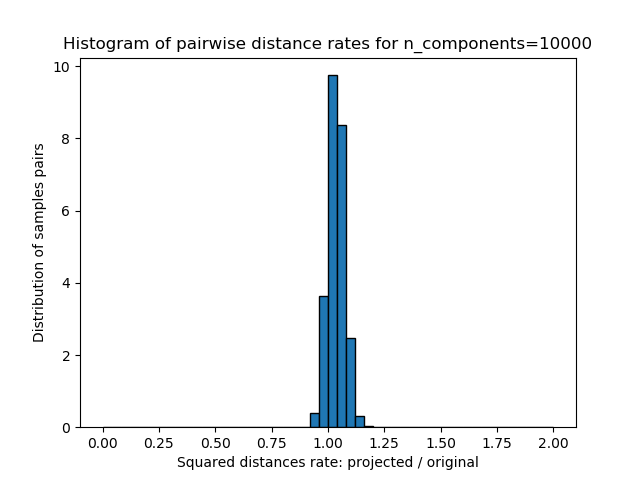 Histogram of pairwise distance rates for n_components=10000
Distribution of samples pairs
10
8
6
4
2
0
0.00 0.25 0.50 0.75 1.00 1.25 1.50 1.75 2.00
Squared distances rate: projected / original